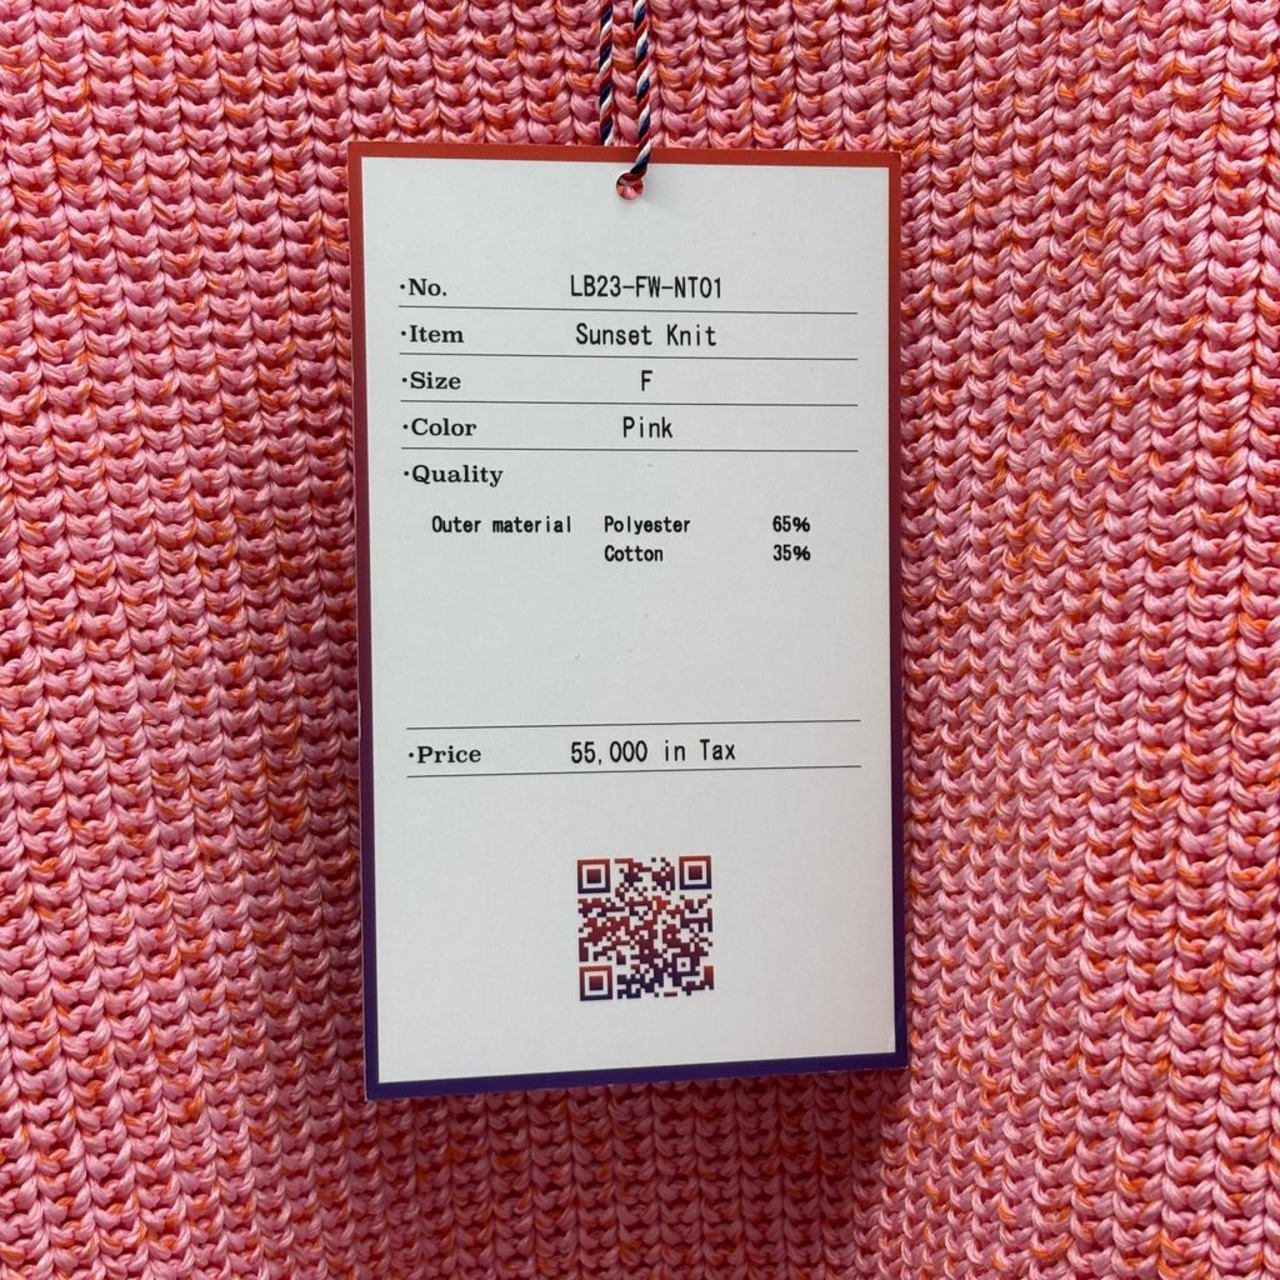 ·No. LB23-FW-NT01
·Item Sunset Knit
·Size F
·Color Pink
·Quality
Outer material Polyester 65%
Cotton 35%
·Price 55,000 in Tax